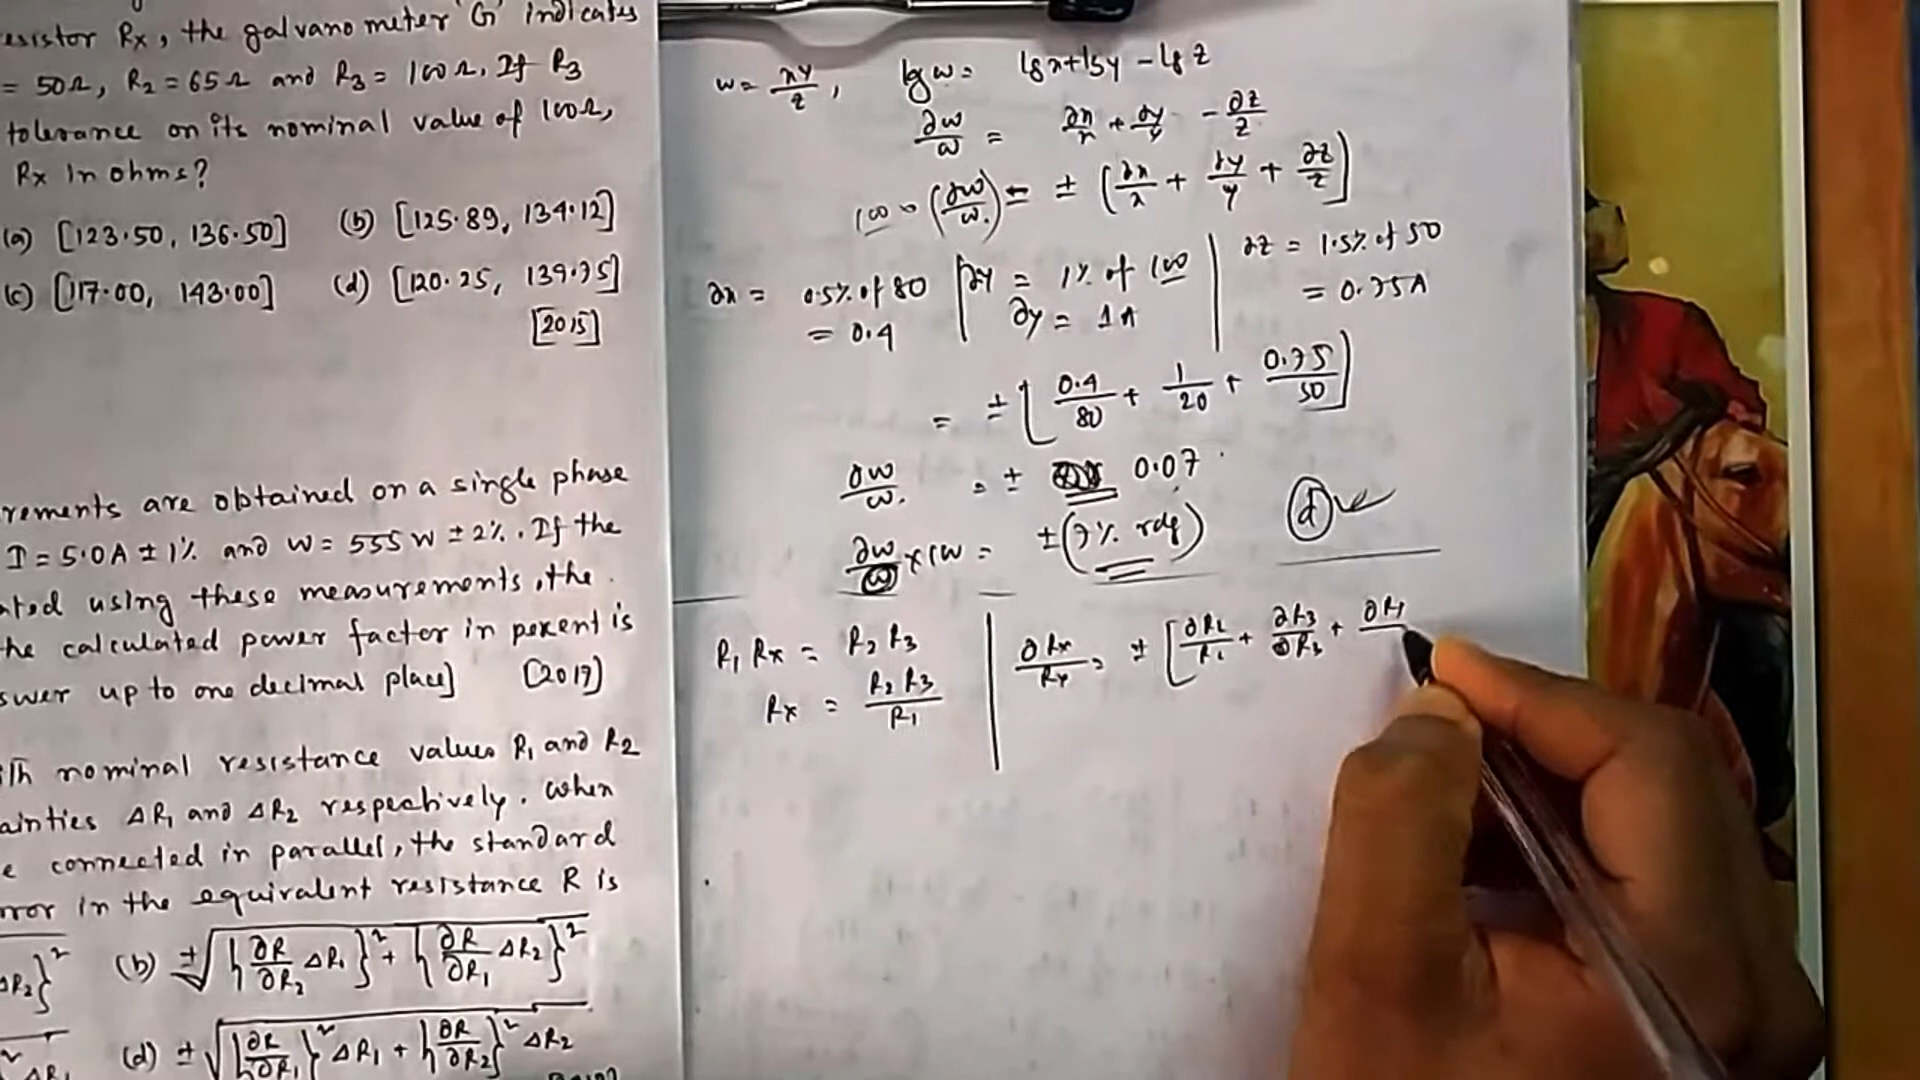 esistor Rx, the galvanometer 'G' indicates
= 50Ω, R2 = 65Ω and R3 = 100Ω. If R3
tolerance on its nominal value of 100Ω,
Rx in ohms?
(a) [123.50, 136.50] (b) [125.89, 134.12]
(c) [117.00, 143.00] (d) [120.25, 139.75]
[2015]
rements are obtained on a single phase
I = 5.0A ± 1% and W = 555W ± 2%. If the
ated using these measurements, the
he calculated power factor in percent is
swer up to one decimal place] [2017]
ith nominal resistance values R1 and R2
ainties ΔR1 and ΔR2 respectively. When
e connected in parallel, the standard
rror in the equivalent resistance R is
ΔR2}² (b) ±√{∂R/∂R2 ΔR1}² + {∂R/∂R1 ΔR2}²
ΔR1 (d) ±√{∂R/∂R1}² ΔR1 + {∂R/∂R2}² ΔR2
w = xy/z, lg w = lg x + lg y - lg z
∂w/w = ∂x/x + ∂y/y - ∂z/z
100 × (∂w/w) = ± (∂x/x + ∂y/y + ∂z/z)
∂x = 0.5% of 80
= 0.4
∂y = 1% of 100
∂y = 1A
∂z = 1.5% of 50
= 0.75A
= ± [0.4/80 + 1/20 + 0.75/50]
∂w/w. = ± 0.07
∂w/w × 100 = ± (7% rdg) (d)
R1 Rx = R2 R3
Rx = R2 R3/R1
∂Rx/Rx = ± [∂R2/R2 + ∂R3/R3 + ∂R1